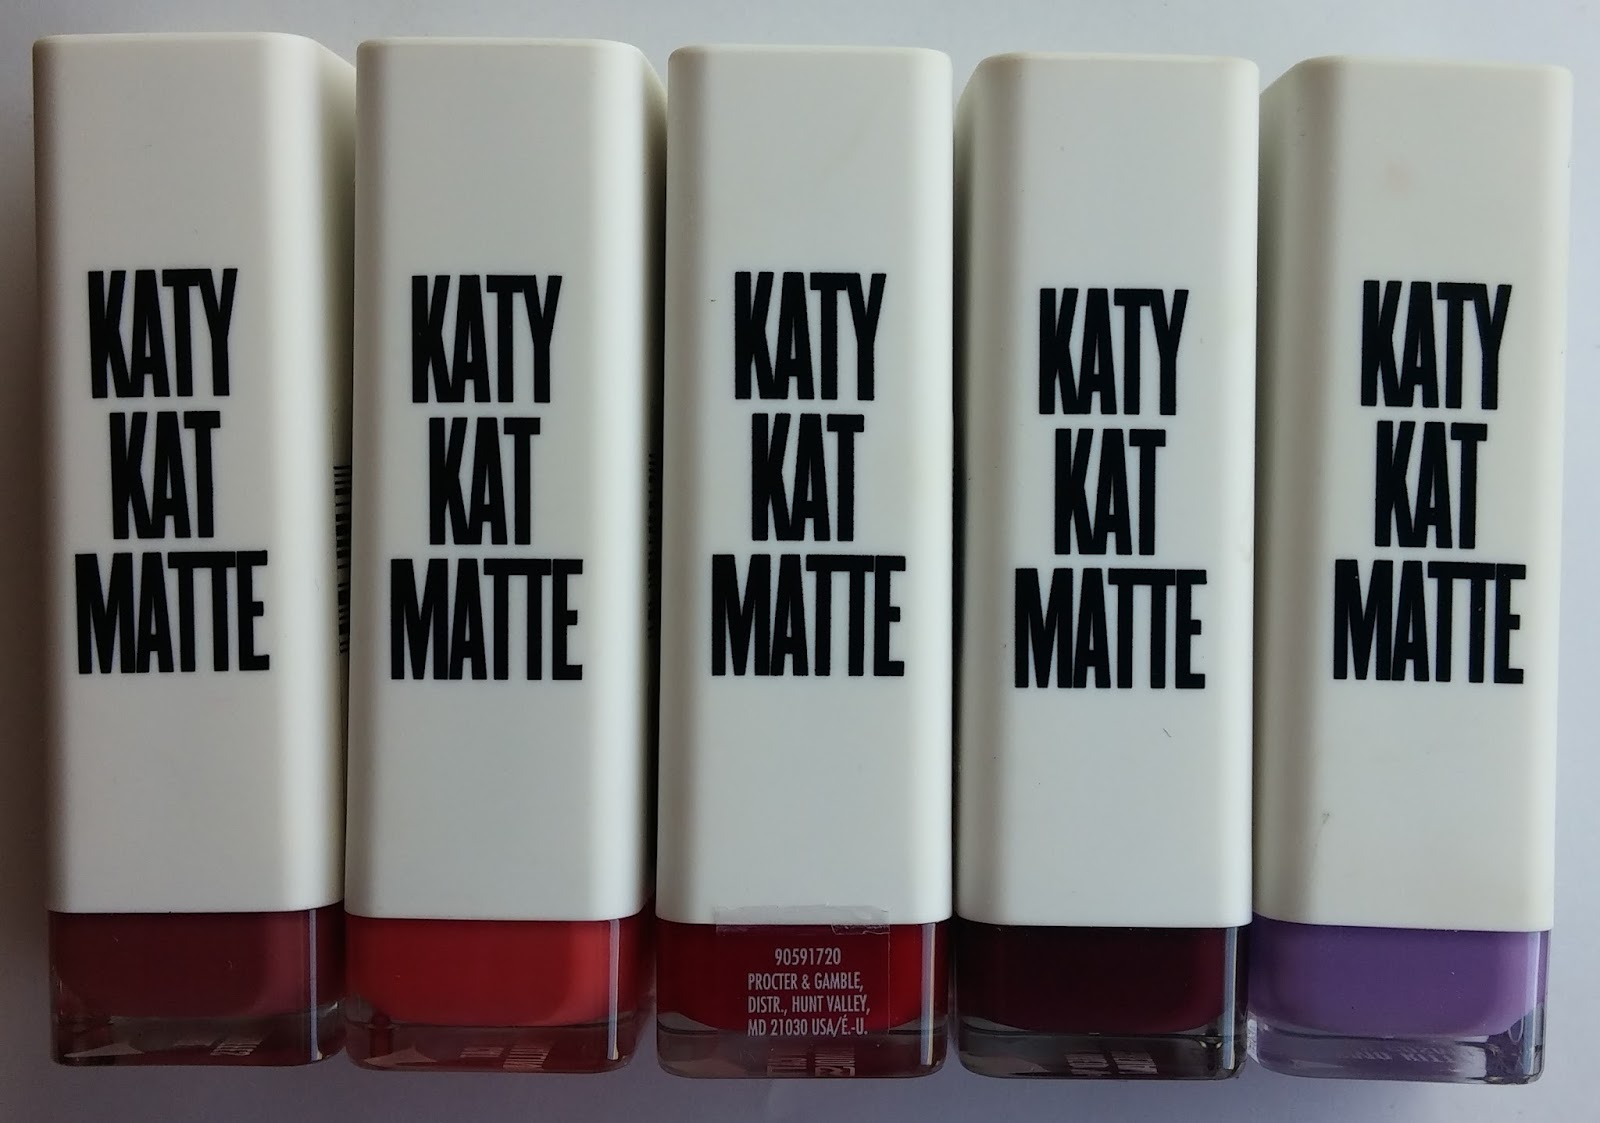 KATY
KAT
MATTE
KATY
KAT
MATTE
KATY
KAT
MATTE
KATY
KAT
MATTE
KATY
KAT
MATTE
90591720
PROCTER & GAMBLE,
DISTR., HUNT VALLEY,
MD 21030 USA/É.-U.